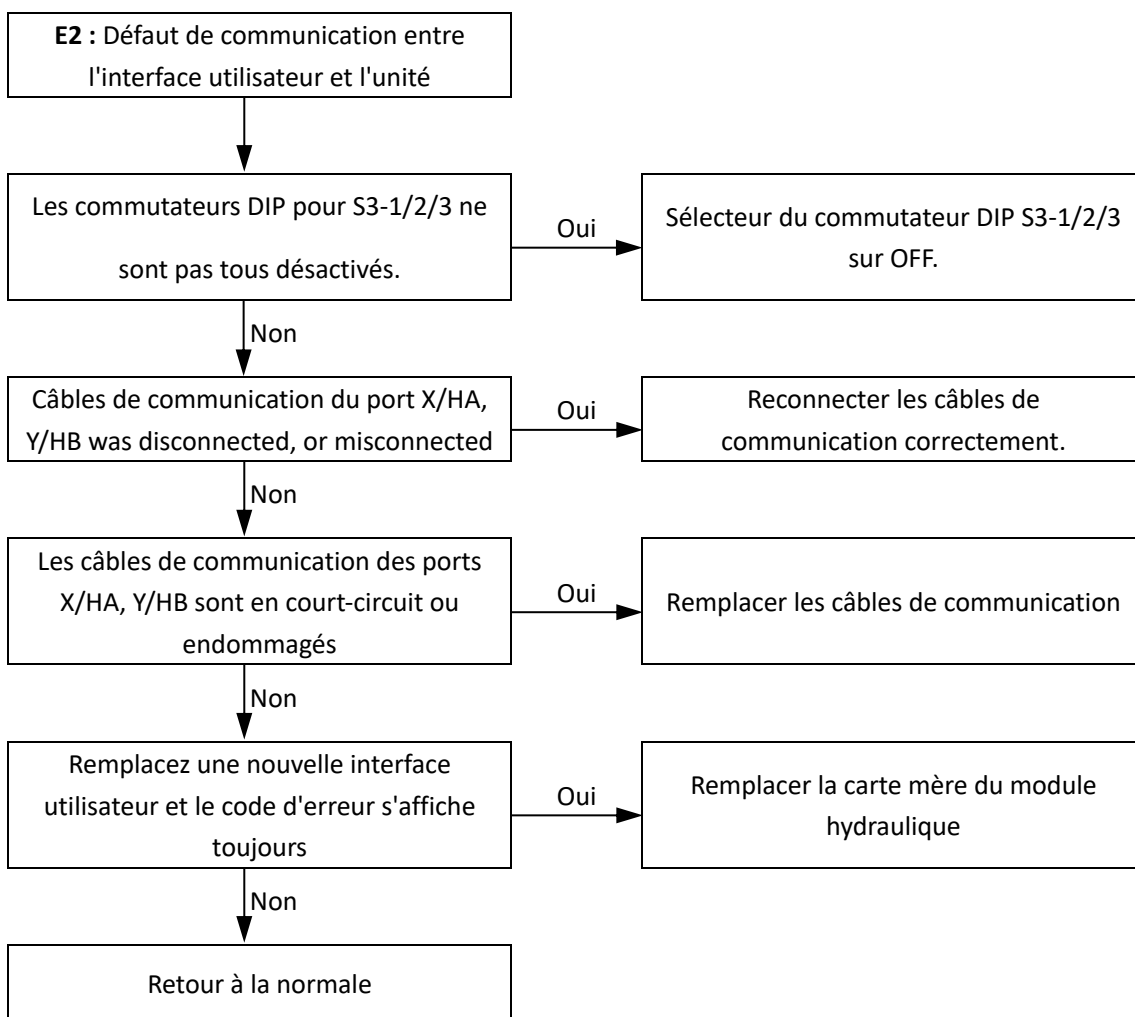 E2 : Défaut de communication entre
l'interface utilisateur et l'unité
Les commutateurs DIP pour S3-1/2/3 ne
sont pas tous désactivés.
Oui
Sélecteur du commutateur DIP S3-1/2/3
sur OFF.
Non
Câbles de communication du port X/HA,
Y/HB was disconnected, or misconnected
Oui
Reconnecter les câbles de
communication correctement.
Non
Les câbles de communication des ports
X/HA, Y/HB sont en court-circuit ou
endommagés
Oui
Remplacer les câbles de communication
Non
Remplacez une nouvelle interface
utilisateur et le code d'erreur s'affiche
toujours
Oui
Remplacer la carte mère du module
hydraulique
Non
Retour à la normale